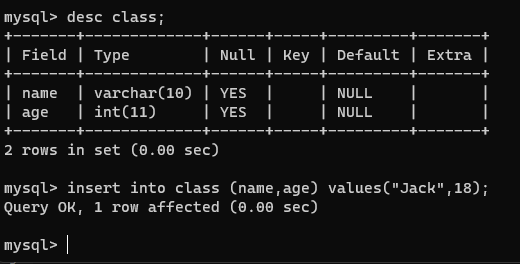 mysql> desc class;
+-------+-------------+------+-----+---------+-------+
| Field | Type        | Null | Key | Default | Extra |
+-------+-------------+------+-----+---------+-------+
| name  | varchar(10) | YES  |     | NULL    |       |
| age   | int(11)     | YES  |     | NULL    |       |
+-------+-------------+------+-----+---------+-------+
2 rows in set (0.00 sec)
mysql> insert into class (name,age) values("Jack",18);
Query OK, 1 row affected (0.00 sec)
mysql>